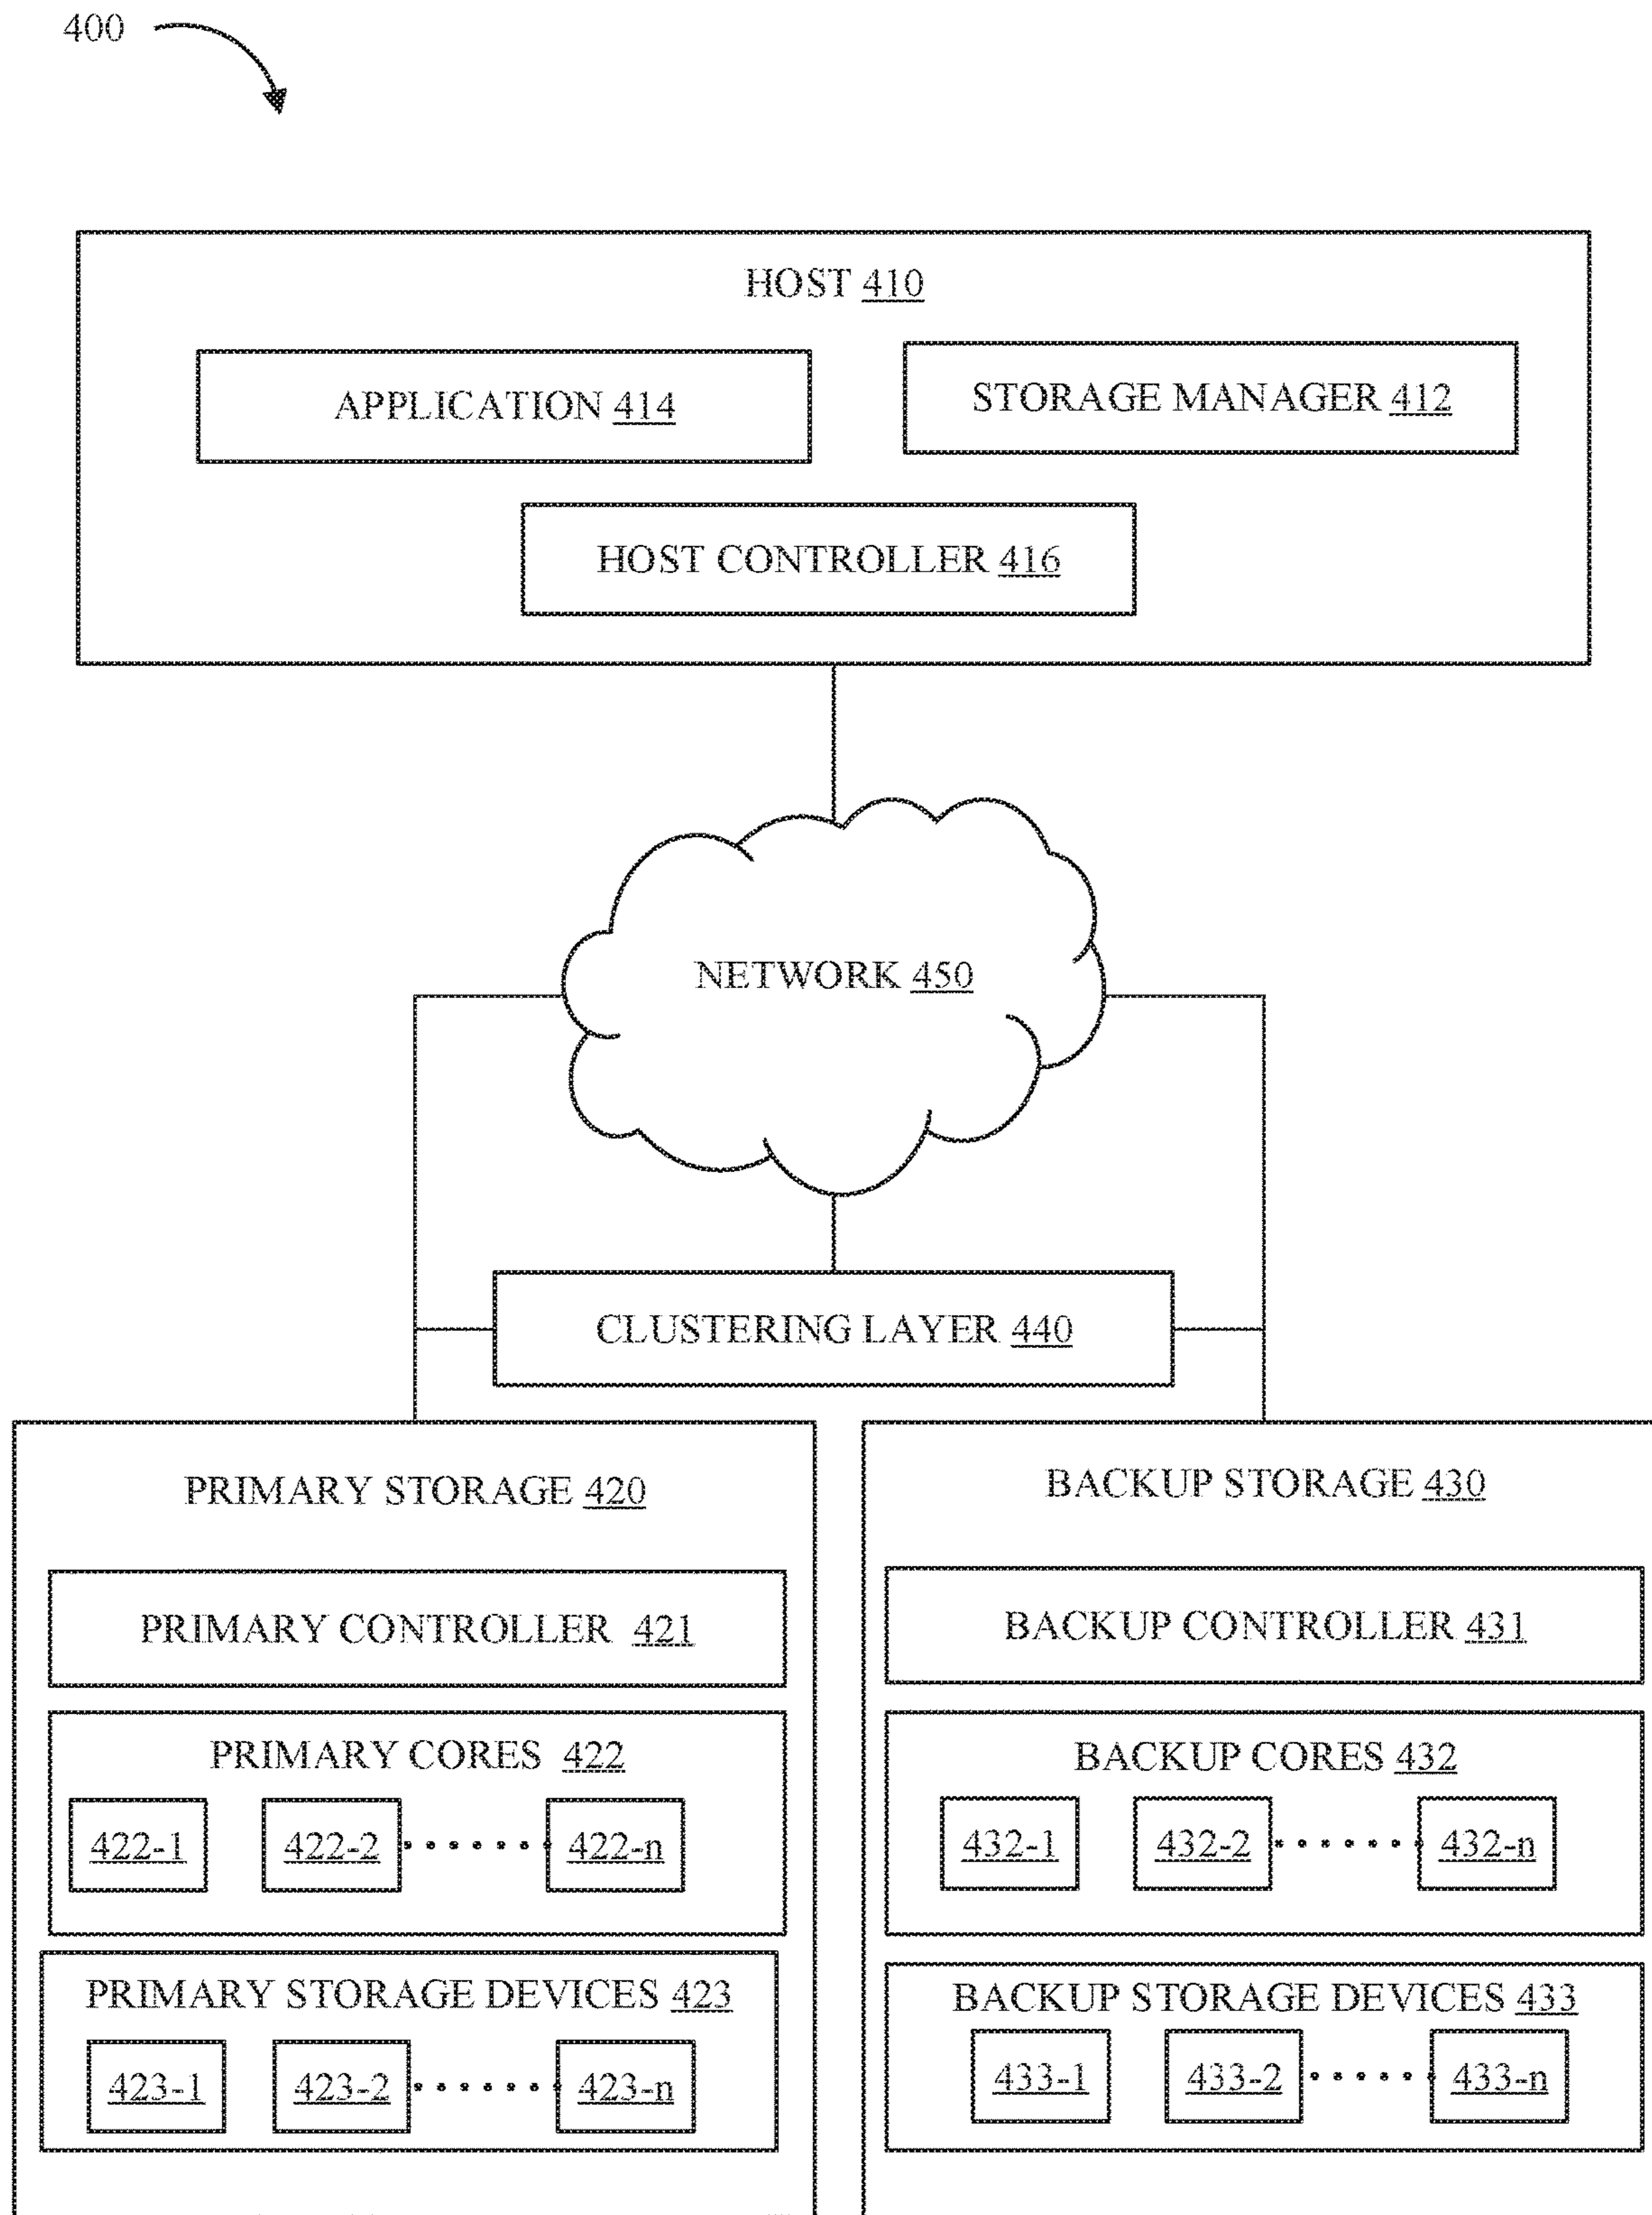 400
HOST 410
APPLICATION 414
STORAGE MANAGER 412
HOST CONTROLLER 416
NETWORK 450
CLUSTERING LAYER 440
PRIMARY STORAGE 420
PRIMARY CONTROLLER 421
PRIMARY CORES 422
422-1 422-2 422-n
PRIMARY STORAGE DEVICES 423
423-1 423-2 423-n
BACKUP STORAGE 430
BACKUP CONTROLLER 431
BACKUP CORES 432
432-1 432-2 432-n
BACKUP STORAGE DEVICES 433
433-1 433-2 433-n